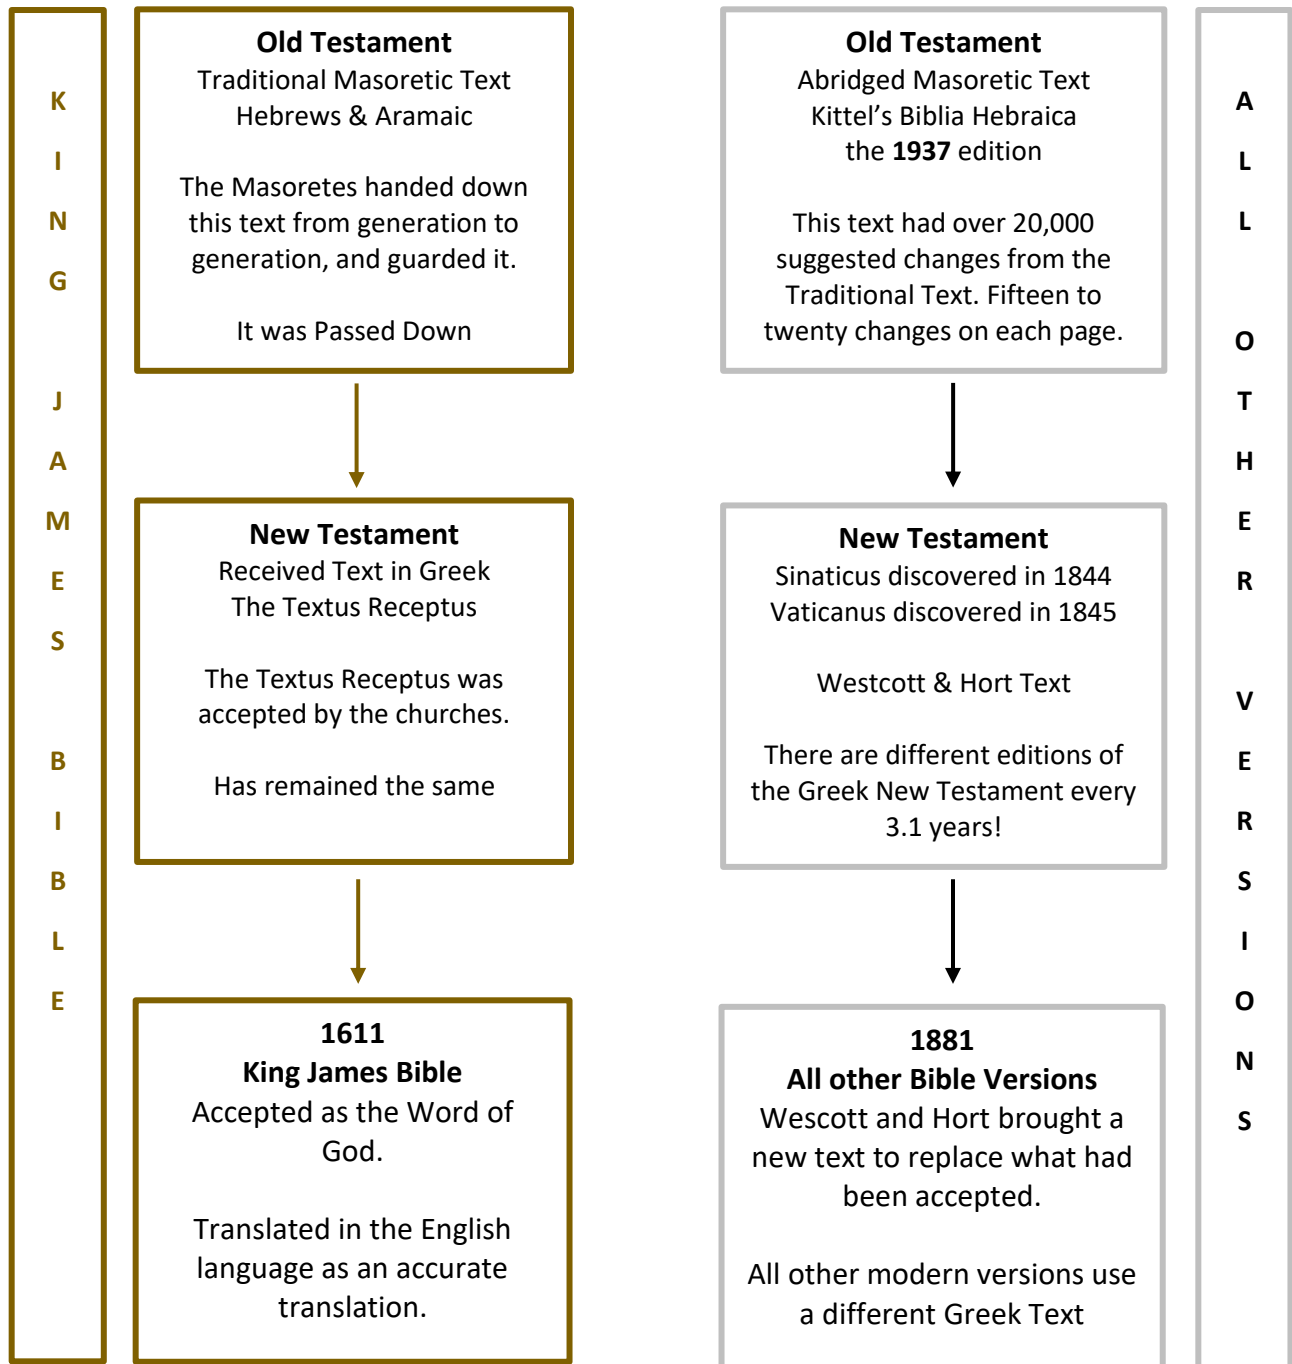 KING JAMES BIBLE
Old Testament
Traditional Masoretic Text
Hebrews & Aramaic
The Masoretes handed down
this text from generation to
generation, and guarded it.
It was Passed Down
New Testament
Received Text in Greek
The Textus Receptus
The Textus Receptus was
accepted by the churches.
Has remained the same
1611
King James Bible
Accepted as the Word of
God.
Translated in the English
language as an accurate
translation.
Old Testament
Abridged Masoretic Text
Kittel’s Biblia Hebraica
the 1937 edition
This text had over 20,000
suggested changes from the
Traditional Text. Fifteen to
twenty changes on each page.
New Testament
Sinaticus discovered in 1844
Vaticanus discovered in 1845
Westcott & Hort Text
There are different editions of
the Greek New Testament every
3.1 years!
1881
All other Bible Versions
Wescott and Hort brought a
new text to replace what had
been accepted.
All other modern versions use
a different Greek Text
ALL OTHER VERSIONS